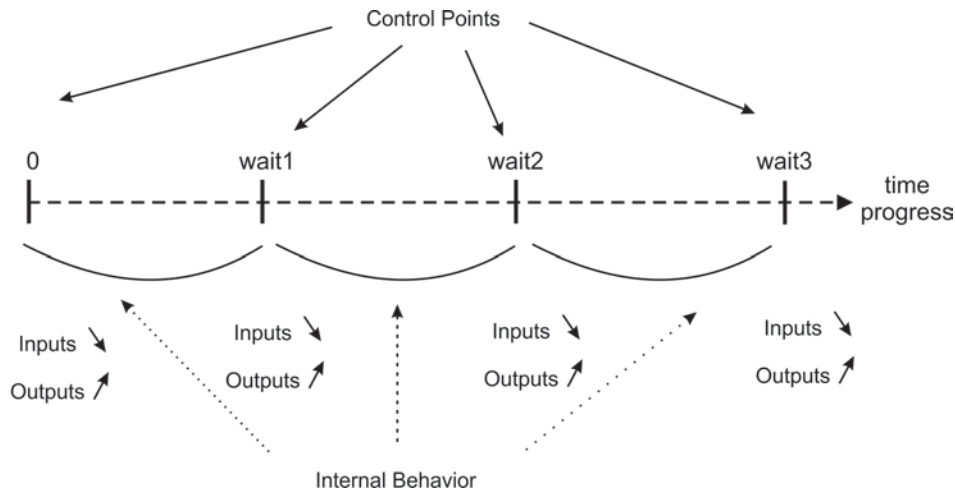 Control Points
0
wait1
wait2
wait3
time
progress
Inputs
Outputs
Inputs
Outputs
Inputs
Outputs
Inputs
Outputs
Internal Behavior